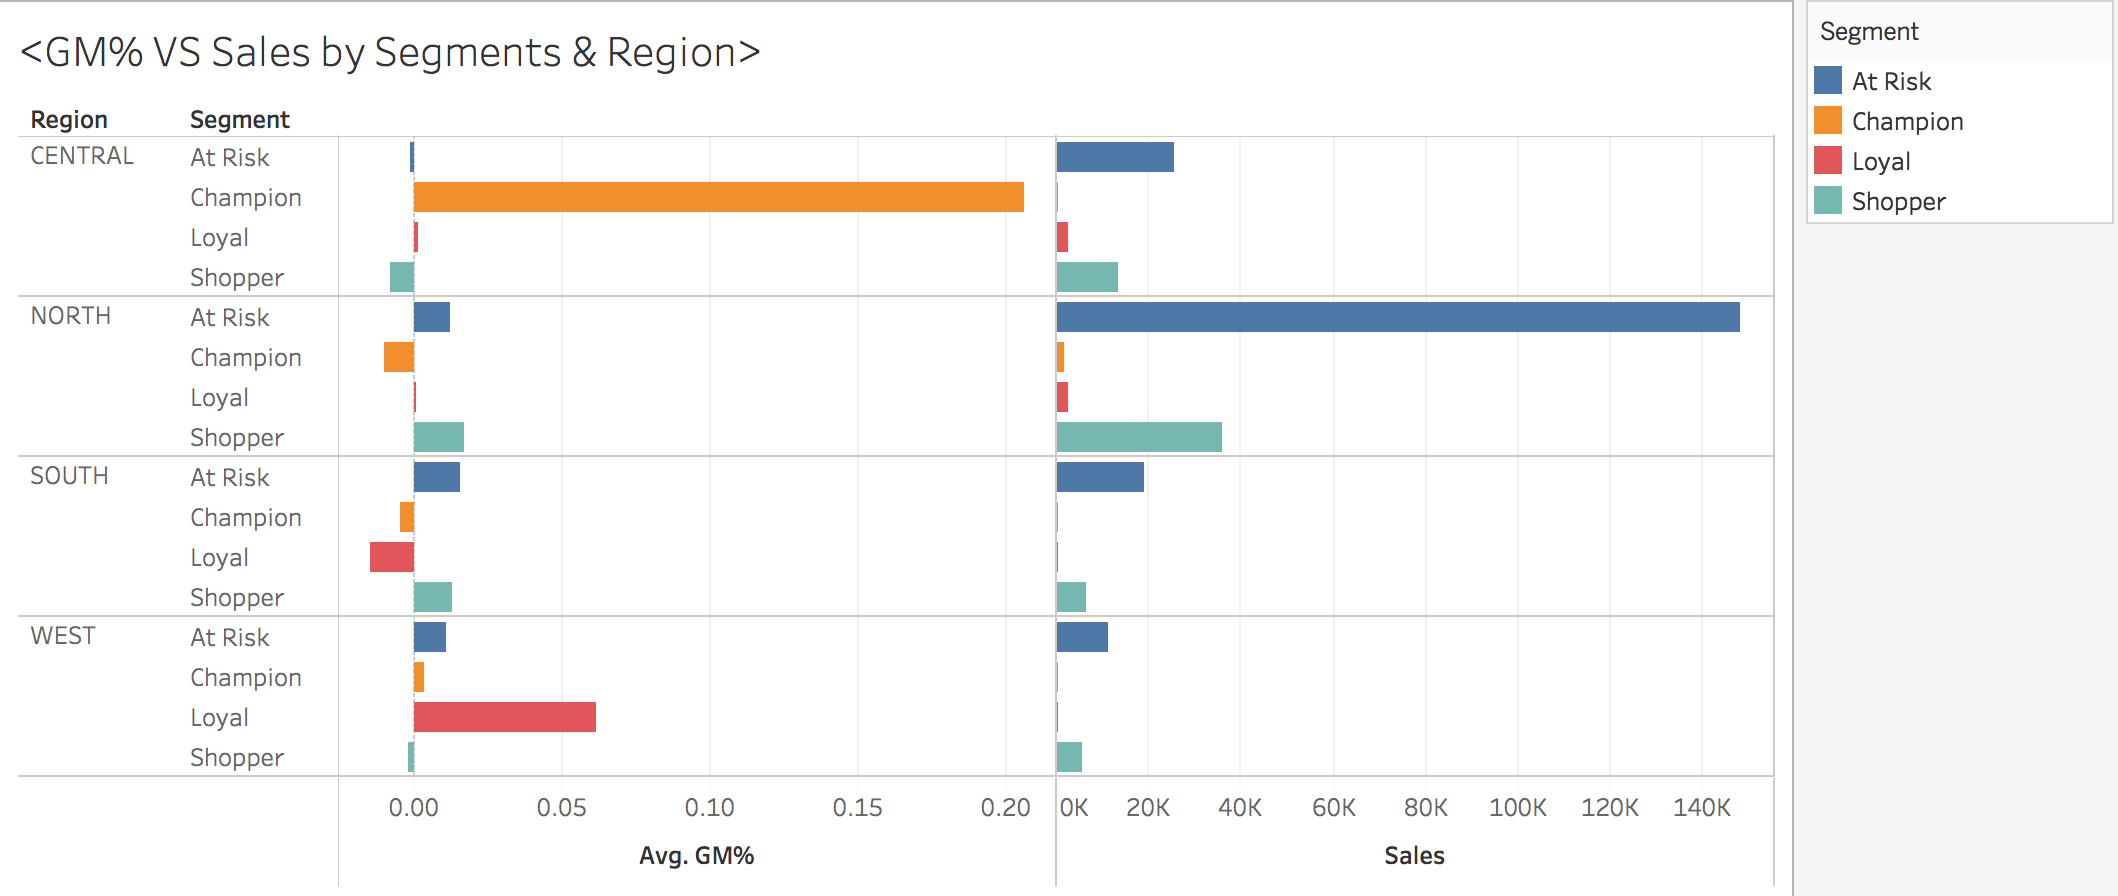 <GM% VS Sales by Segments & Region>
Region Segment
CENTRAL At Risk
Champion
Loyal
Shopper
NORTH At Risk
Champion
Loyal
Shopper
SOUTH At Risk
Champion
Loyal
Shopper
WEST At Risk
Champion
Loyal
Shopper
0.00 0.05 0.10 0.15 0.20 0K 20K 40K 60K 80K 100K 120K 140K
Avg. GM% Sales
Segment
At Risk
Champion
Loyal
Shopper